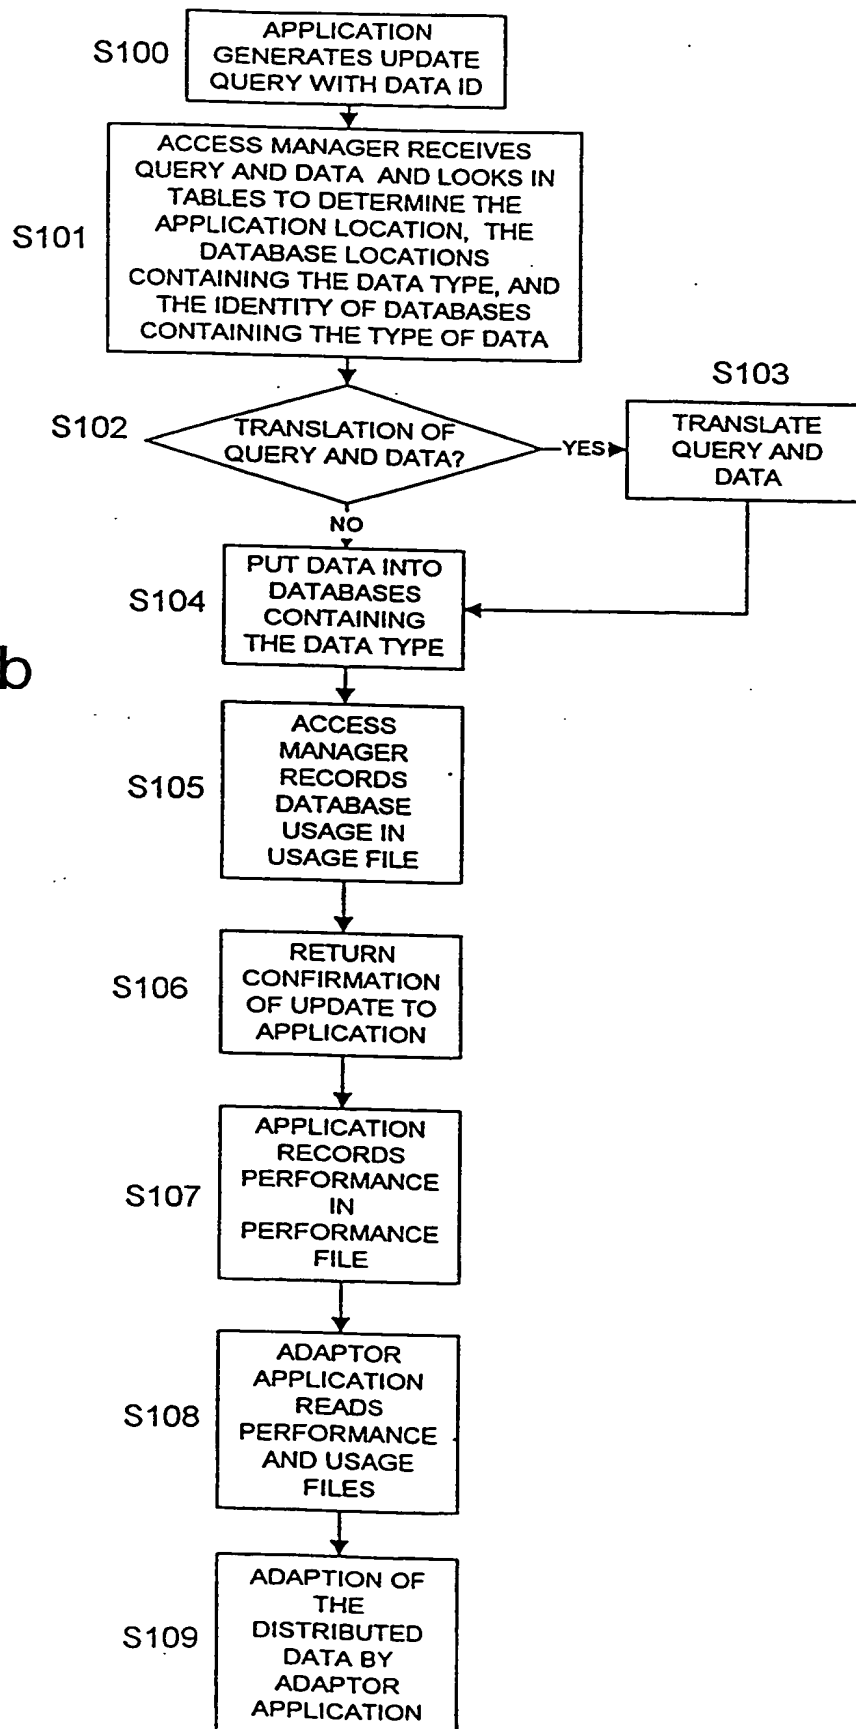 S100
APPLICATION
GENERATES UPDATE
QUERY WITH DATA ID
S101
ACCESS MANAGER RECEIVES
QUERY AND DATA AND LOOKS IN
TABLES TO DETERMINE THE
APPLICATION LOCATION, THE
DATABASE LOCATIONS
CONTAINING THE DATA TYPE, AND
THE IDENTITY OF DATABASES
CONTAINING THE TYPE OF DATA
S102
TRANSLATION OF
QUERY AND DATA?
YES
S103
TRANSLATE
QUERY AND
DATA
NO
S104
PUT DATA INTO
DATABASES
CONTAINING
THE DATA TYPE
b
S105
ACCESS
MANAGER
RECORDS
DATABASE
USAGE IN
USAGE FILE
S106
RETURN
CONFIRMATION
OF UPDATE TO
APPLICATION
S107
APPLICATION
RECORDS
PERFORMANCE
IN
PERFORMANCE
FILE
S108
ADAPTOR
APPLICATION
READS
PERFORMANCE
AND USAGE
FILES
S109
ADAPTION OF
THE
DISTRIBUTED
DATA BY
ADAPTOR
APPLICATION